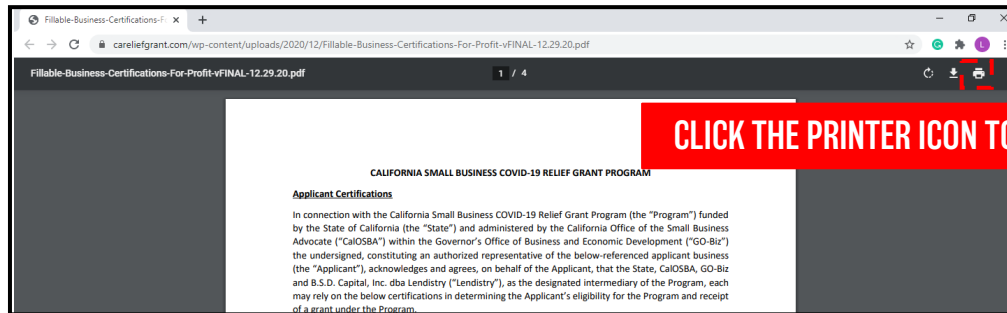 Fillable-Business-Certifications-F
careliefgrant.com/wp-content/uploads/2020/12/Fillable-Business-Certifications-For-Profit-vFINAL-12.29.20.pdf
L
Fillable-Business-Certifications-For-Profit-vFINAL-12.29.20.pdf 1 / 4
CLICK THE PRINTER ICON TO
CALIFORNIA SMALL BUSINESS COVID-19 RELIEF GRANT PROGRAM
Applicant Certifications
In connection with the California Small Business COVID-19 Relief Grant Program (the “Program”) funded
by the State of California (the “State”) and administered by the California Office of the Small Business
Advocate (“CalOSBA”) within the Governor’s Office of Business and Economic Development (“GO-Biz”)
the undersigned, constituting an authorized representative of the below-referenced applicant business
(the “Applicant”), acknowledges and agrees, on behalf of the Applicant, that the State, CalOSBA, GO-Biz
and B.S.D. Capital, Inc. dba Lendistry (“Lendistry”), as the designated intermediary of the Program, each
may rely on the below certifications in determining the Applicant’s eligibility for the Program and receipt
of a grant under the Program.